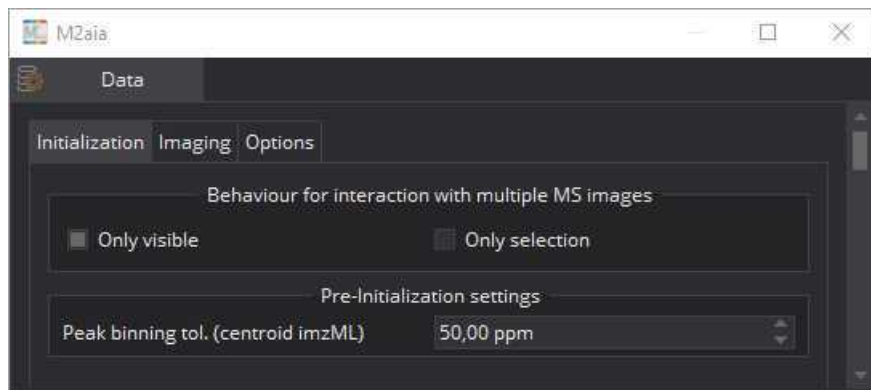 M2aia
Data
Initialization Imaging Options
Behaviour for interaction with multiple MS images
Only visible Only selection
Pre-Initialization settings
Peak binning tol. (centroid imzML) 50,00 ppm